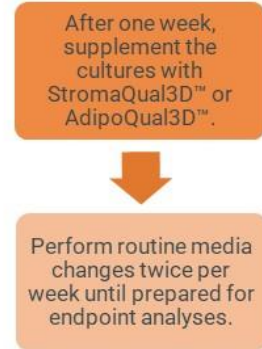 After one week,
supplement the
cultures with
StromaQual3D™ or
AdipoQual3D™.
Perform routine media
changes twice per
week until prepared for
endpoint analyses.